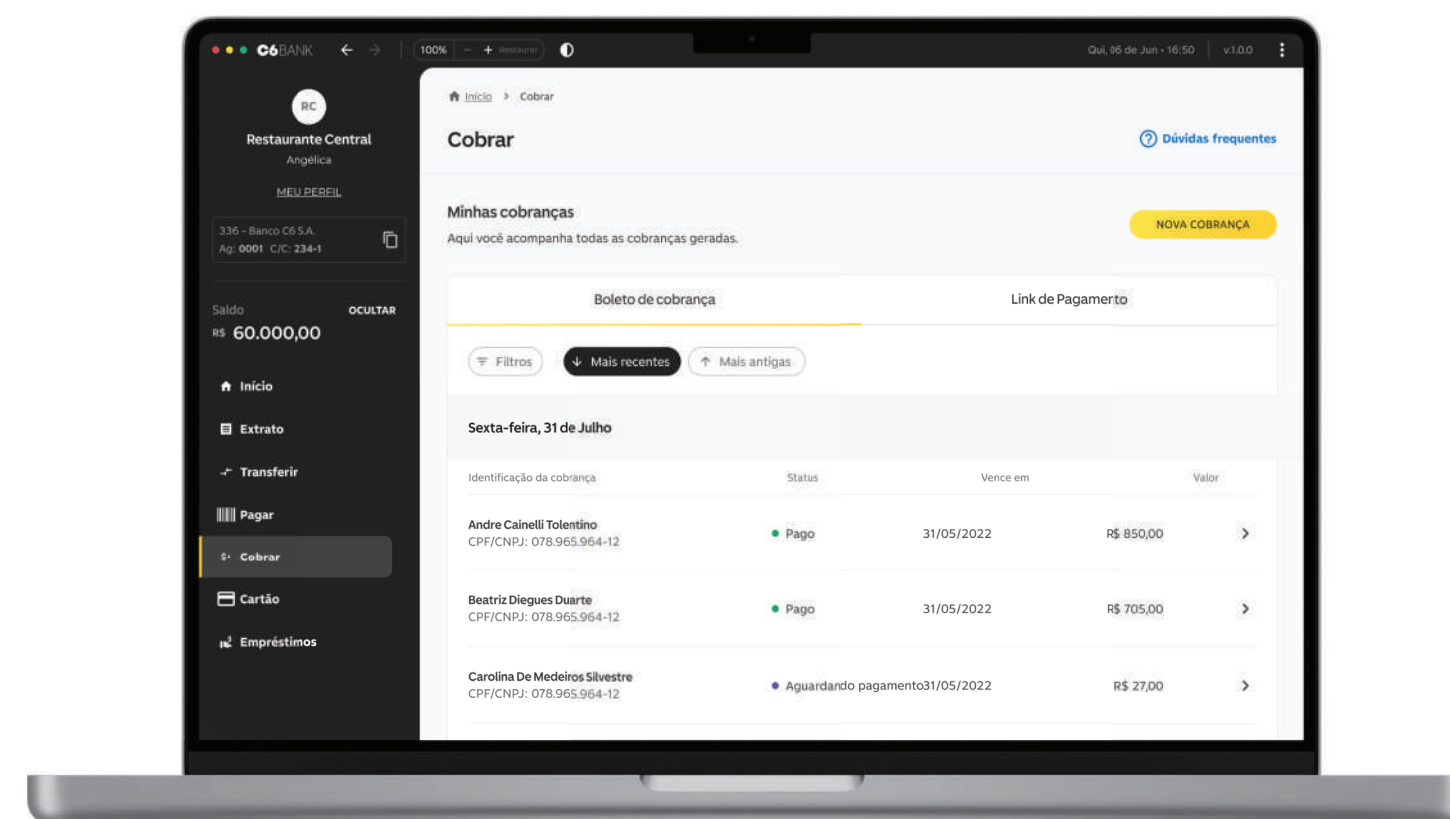 C6BANK
100% - + Restaurar
Qui, 06 de Jun - 16:50
v.1.0.0
RC
Restaurante Central
Angélica
MEU PERFIL
336 - Banco C6 S.A.
Ag: 0001 C/C: 234-1
Saldo OCULTAR
R$ 60.000,00
Início
Extrato
Transferir
Pagar
Cobrar
Cartão
Empréstimos
Início > Cobrar
Cobrar
Dúvidas frequentes
Minhas cobranças
Aqui você acompanha todas as cobranças geradas.
NOVA COBRANÇA
Boleto de cobrança
Link de Pagamento
Filtros
Mais recentes
Mais antigas
Sexta-feira, 31 de Julho
Identificação da cobrança Status Vence em Valor
Andre Cainelli Tolentino
CPF/CNPJ: 078.965.964-12
Pago 31/05/2022 R$ 850,00
Beatriz Diegues Duarte
CPF/CNPJ: 078.965.964-12
Pago 31/05/2022 R$ 705,00
Carolina De Medeiros Silvestre
CPF/CNPJ: 078.965.964-12
Aguardando pagamento 31/05/2022 R$ 27,00